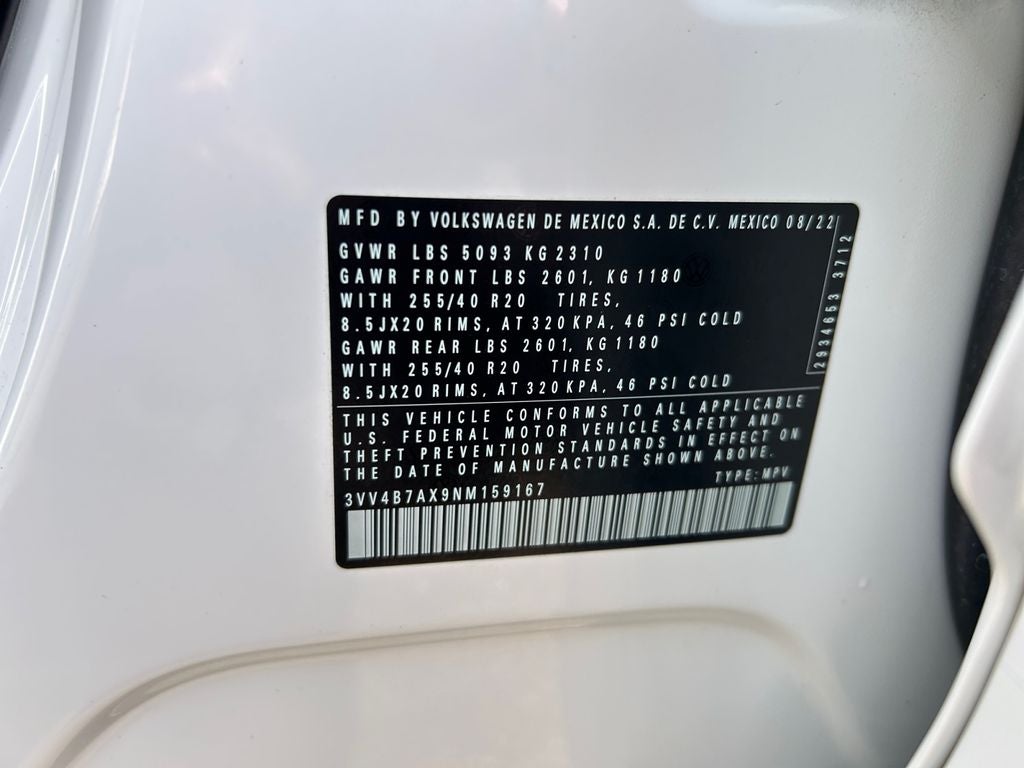 MFD BY VOLKSWAGEN DE MEXICO S.A. DE C.V. MEXICO 08/22
GVWR LBS 5093 KG 2310
GAWR FRONT LBS 2601, KG 1180
WITH 255/40 R20 TIRES,
8.5JX20 RIMS, AT 320 KPA, 46 PSI COLD
GAWR REAR LBS 2601, KG 1180
WITH 255/40 R20 TIRES,
8.5JX20 RIMS, AT 320 KPA, 46 PSI COLD
2934653 3712
THIS VEHICLE CONFORMS TO ALL APPLICABLE
U.S. FEDERAL MOTOR VEHICLE SAFETY AND
THEFT PREVENTION STANDARDS IN EFFECT ON
THE DATE OF MANUFACTURE SHOWN ABOVE.
TYPE: MPV
3VV4B7AX9NM159167